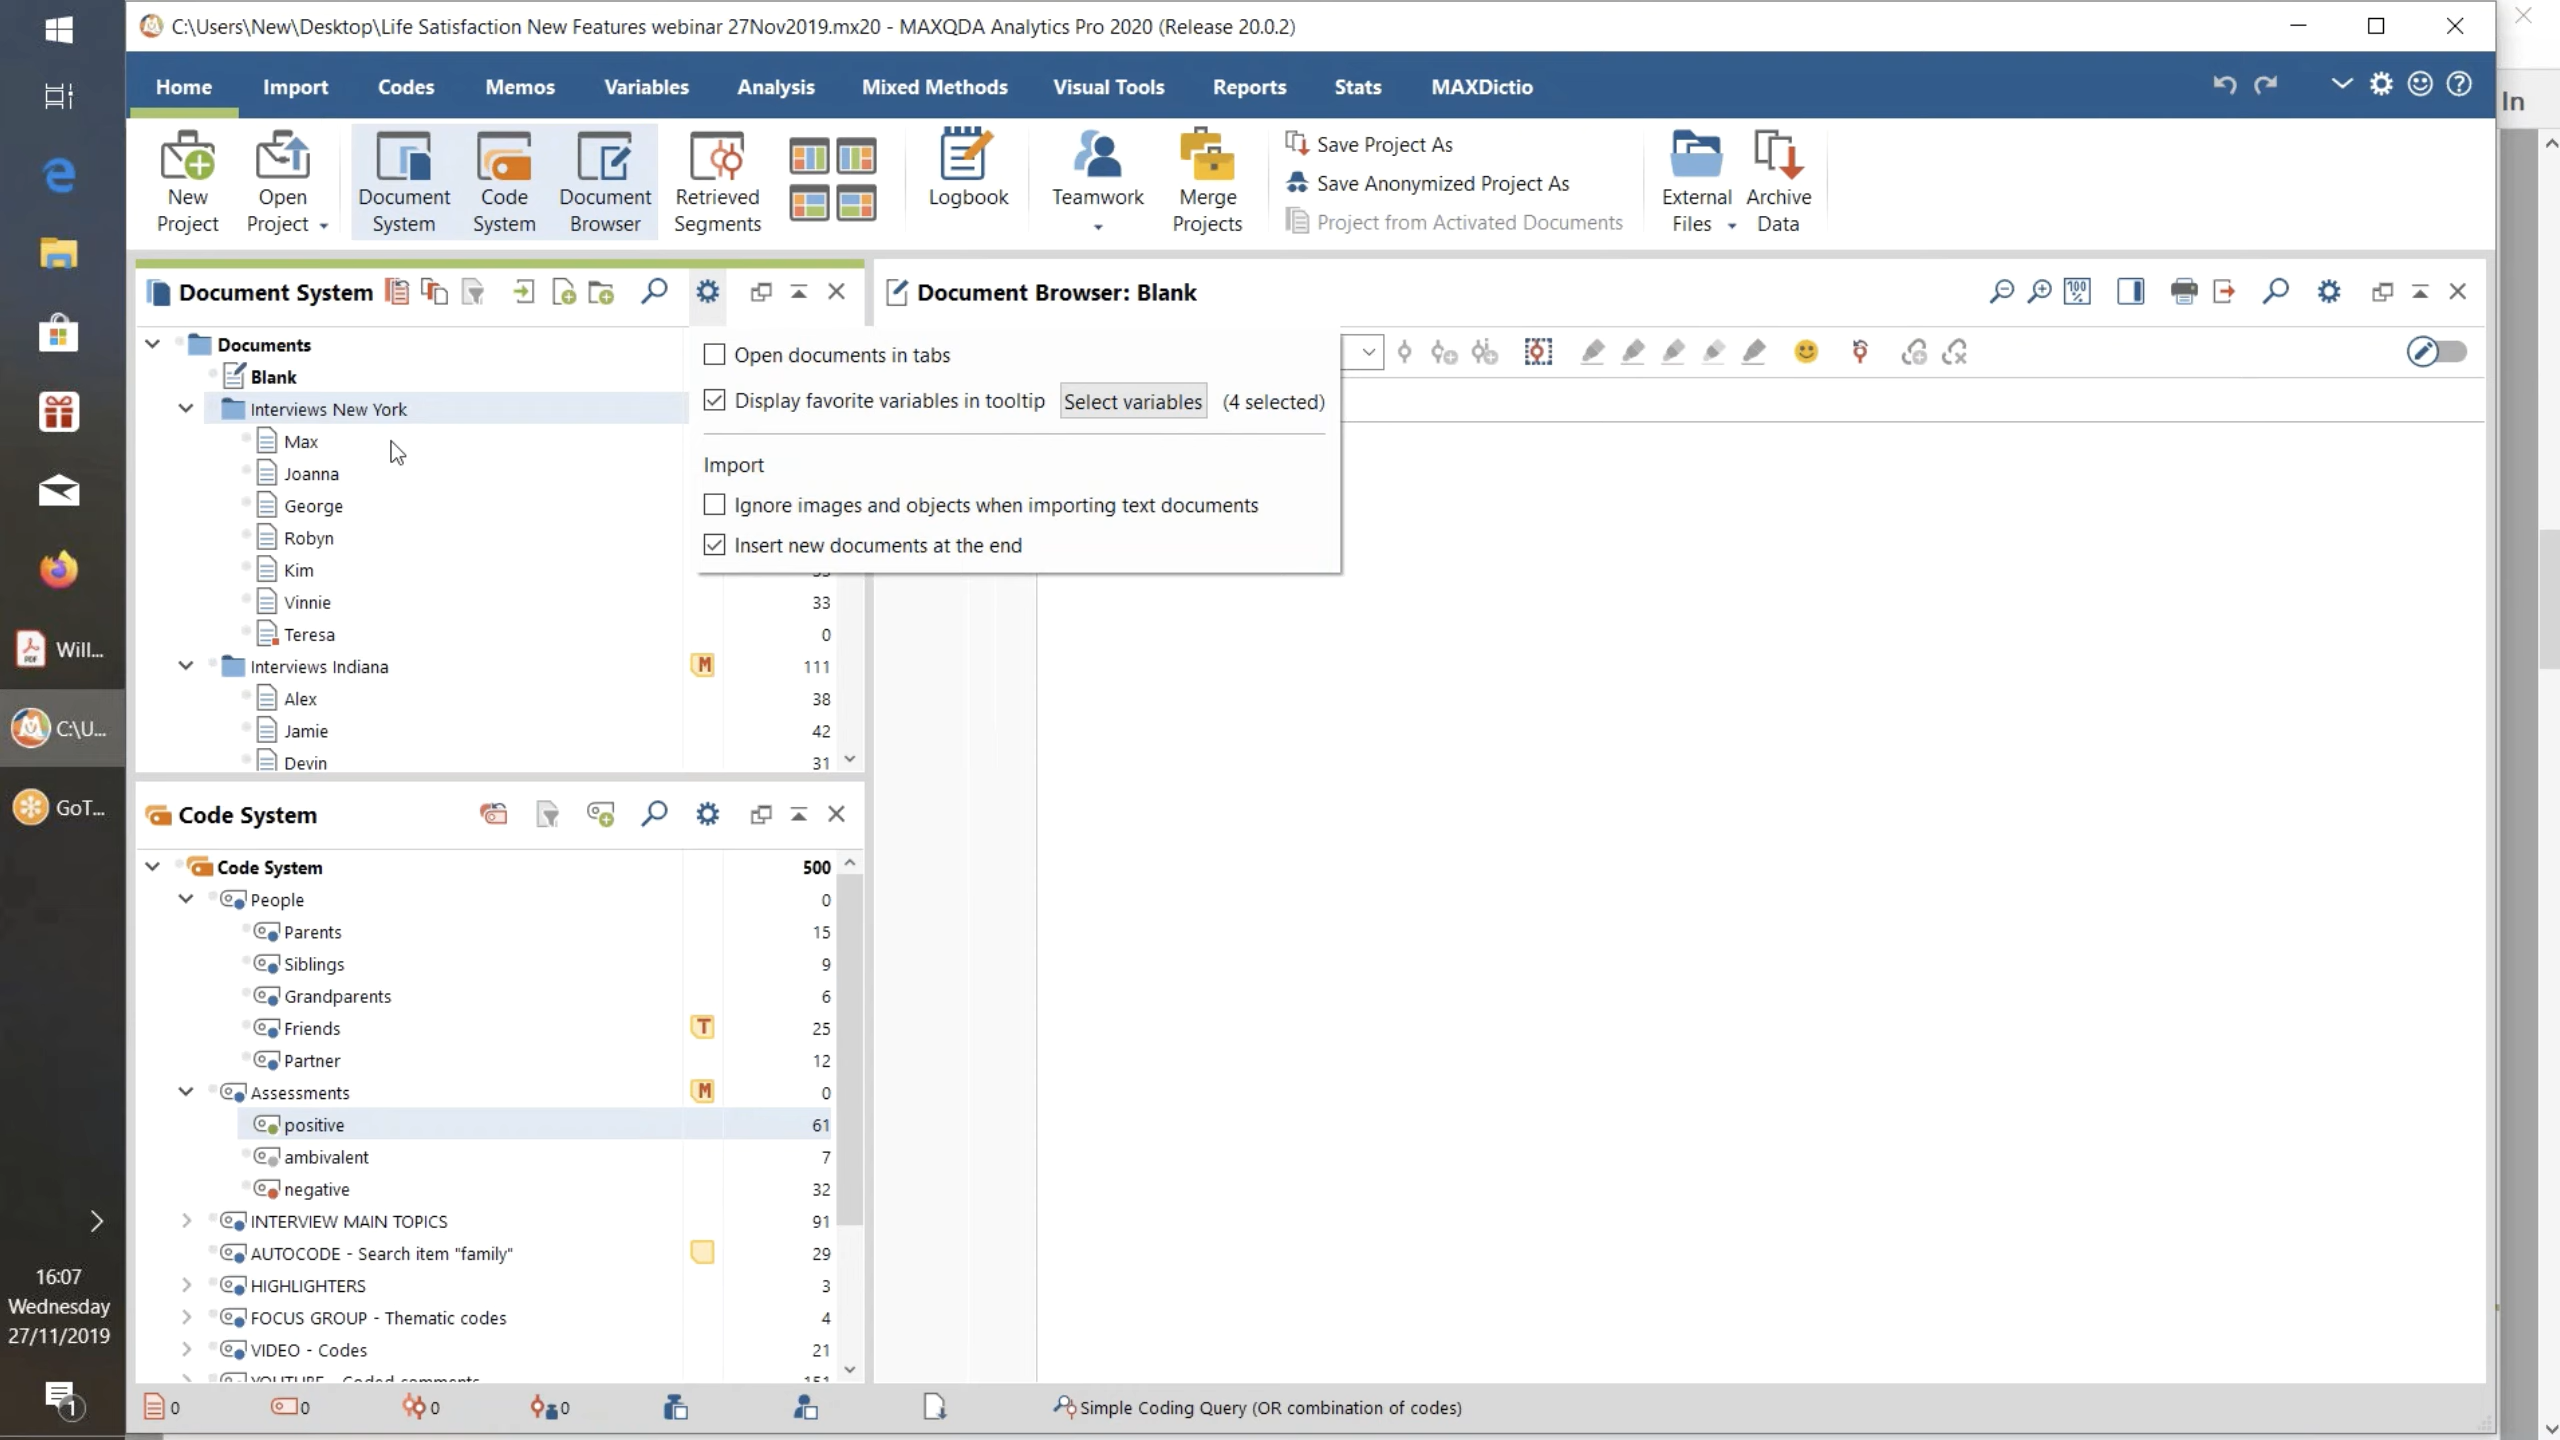 C:\Users\New\Desktop\Life Satisfaction New Features webinar 27Nov2019.mx20 - MAXQDA Analytics Pro 2020 (Release 20.0.2)
Home Import Codes Memos Variables Analysis Mixed Methods Visual Tools Reports Stats MAXDictio
In
New Project
Open Project
Document System
Code System
Document Browser
Retrieved Segments
Logbook
Teamwork
Merge Projects
Save Project As
Save Anonymized Project As
Project from Activated Documents
External Files
Archive Data
Document System
Document Browser: Blank
100 %
Documents
Blank
Interviews New York
Max
Joanna
George
Robyn
Kim
Vinnie 33
Teresa 0
Interviews Indiana M 111
Alex 38
Jamie 42
Devin 31
Open documents in tabs
Display favorite variables in tooltip Select variables (4 selected)
Import
Ignore images and objects when importing text documents
Insert new documents at the end
Code System
Code System 500
People 0
Parents 15
Siblings 9
Grandparents 6
Friends T 25
Partner 12
Assessments M 0
positive 61
ambivalent 7
negative 32
INTERVIEW MAIN TOPICS 91
AUTOCODE - Search item "family" 29
HIGHLIGHTERS 3
FOCUS GROUP - Thematic codes 4
VIDEO - Codes 21
YOUTUBE - Coded comments 151
0 0 0 0 Simple Coding Query (OR combination of codes)
Will...
C:\U...
GoT...
16:07
Wednesday
27/11/2019
1